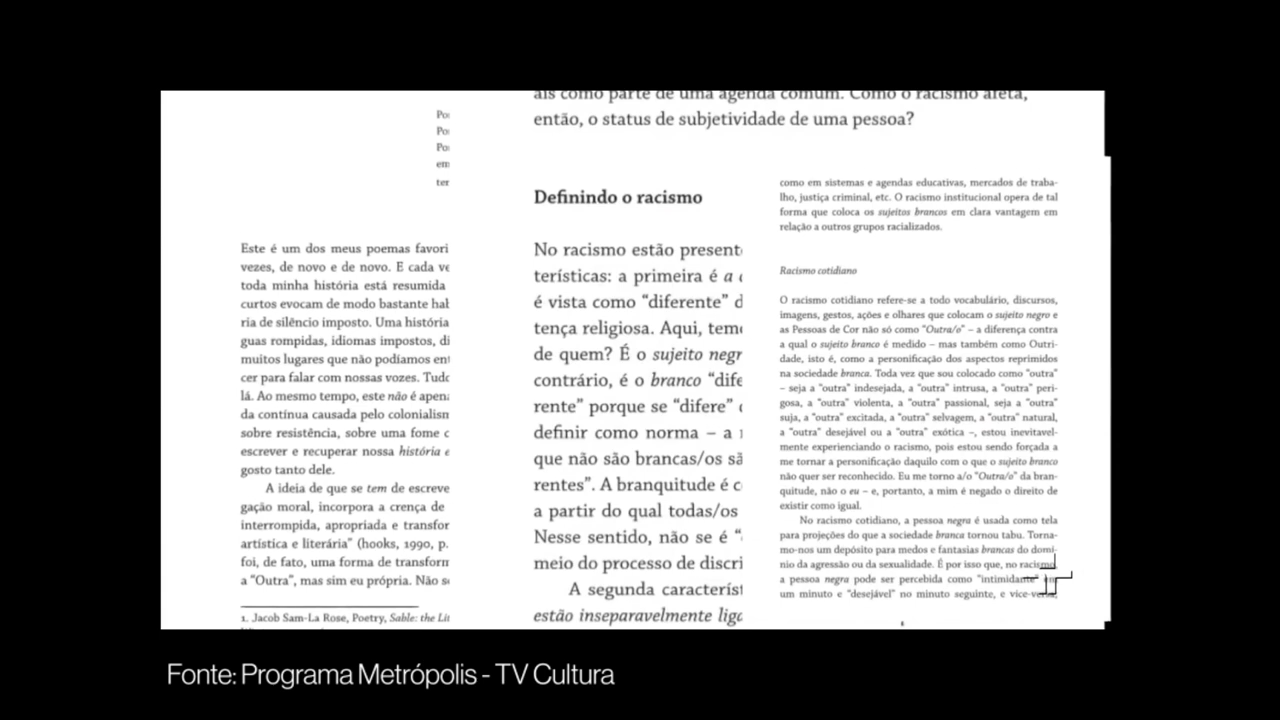 Este é um dos meus poemas favori
vezes, de novo e de novo. E cada ve
toda minha história está resumida
curtos evocam de modo bastante hab
ria de silêncio imposto. Uma história
guas rompidas, idiomas impostos, di
muitos lugares que não podíamos ent
cer para falar com nossas vozes. Tudo
lá. Ao mesmo tempo, este não é apena
da contínua causada pelo colonialism
sobre resistência, sobre uma fome c
escrever e recuperar nossa história e
gosto tanto dele.
A ideia de que se tem de escreve
gação moral, incorpora a crença de
interrompida, apropriada e transfor
artística e literária” (hooks, 1990, p.
foi, de fato, uma forma de transform
a “Outra”, mas sim eu própria. Não s
1. Jacob Sam-La Rose, Poetry, Sable: the Lit
ais como parte de uma agenda comum. Como o racismo afeta,
então, o status de subjetividade de uma pessoa?
Definindo o racismo
No racismo estão present
terísticas: a primeira é a
é vista como “diferente” d
tença religiosa. Aqui, tem
de quem? É o sujeito negr
contrário, é o branco “dife
rente” porque se “difere”
definir como norma – a
que não são brancas/os sã
rentes”. A branquitude é c
a partir do qual todas/os
Nesse sentido, não se é “
meio do processo de discri
A segunda característ
estão inseparavelmente liga
como em sistemas e agendas educativas, mercados de traba-
lho, justiça criminal, etc. O racismo institucional opera de tal
forma que coloca os sujeitos brancos em clara vantagem em
relação a outros grupos racializados.
Racismo cotidiano
O racismo cotidiano refere-se a todo vocabulário, discursos,
imagens, gestos, ações e olhares que colocam o sujeito negro e
as Pessoas de Cor não só como “Outra/o” – a diferença contra
a qual o sujeito branco é medido – mas também como Outri-
dade, isto é, como a personificação dos aspectos reprimidos
na sociedade branca. Toda vez que sou colocado como “outra”
– seja a “outra” indesejada, a “outra” intrusa, a “outra” peri-
gosa, a “outra” violenta, a “outra” passional, seja a “outra”
suja, a “outra” excitada, a “outra” selvagem, a “outra” natural,
a “outra” desejável ou a “outra” exótica –, estou inevitavel-
mente experienciando o racismo, pois estou sendo forçada a
me tornar a personificação daquilo com o que o sujeito branco
não quer ser reconhecido. Eu me torno a/o “Outra/o” da bran-
quitude, não o eu – e, portanto, a mim é negado o direito de
existir como igual.
No racismo cotidiano, a pessoa negra é usada como tela
para projeções do que a sociedade branca tornou tabu. Torna-
mo-nos um depósito para medos e fantasias brancas do domí-
nio da agressão ou da sexualidade. É por isso que, no racismo,
a pessoa negra pode ser percebida como “intimidante” em
um minuto e “desejável” no minuto seguinte, e vice-versa;
Fonte: Programa Metrópolis - TV Cultura